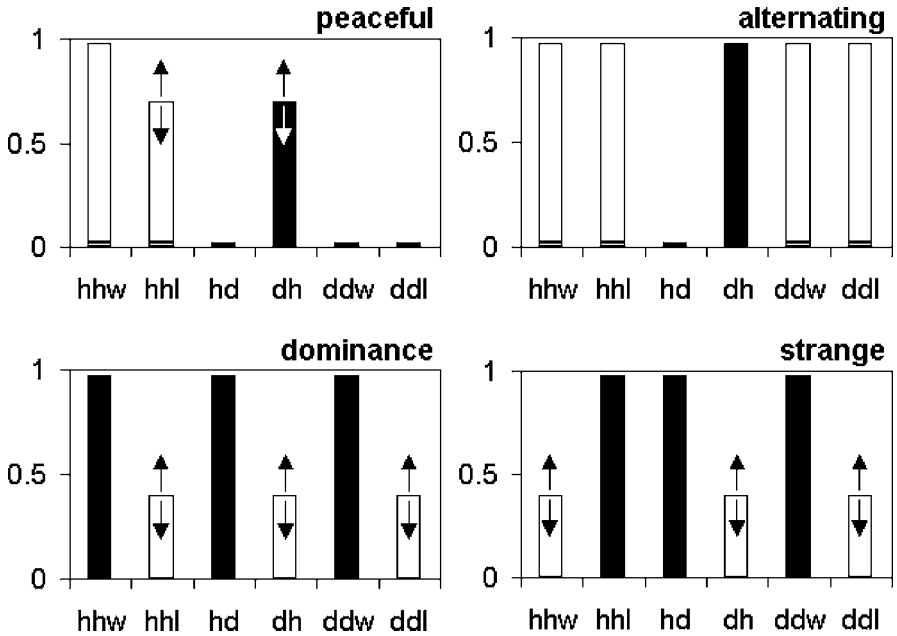 peaceful
1
0.5
0
hhw hhl hd dh ddw ddl
alternating
1
0.5
0
hhw hhl hd dh ddw ddl
dominance
1
0.5
0
hhw hhl hd dh ddw ddl
strange
1
0.5
0
hhw hhl hd dh ddw ddl